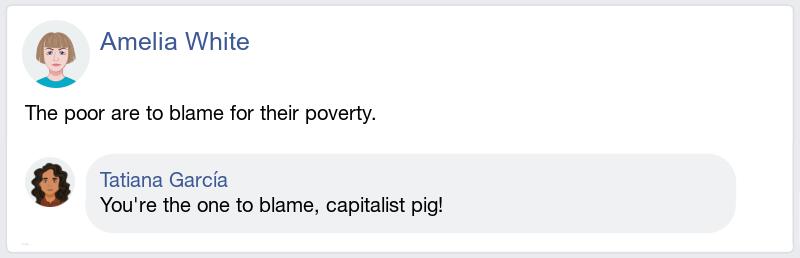 Amelia White
The poor are to blame for their poverty.
Tatiana García
You're the one to blame, capitalist pig!